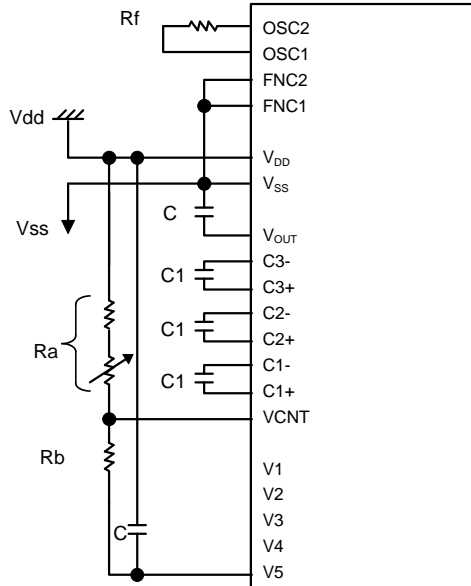 Rf
OSC2
OSC1
FNC2
FNC1
Vdd
VDD
VSS
Vss
C
VOUT
C3-
C1
C3+
C2-
C1
C2+
Ra
C1-
C1
C1+
VCNT
Rb
V1
V2
V3
C
V4
V5